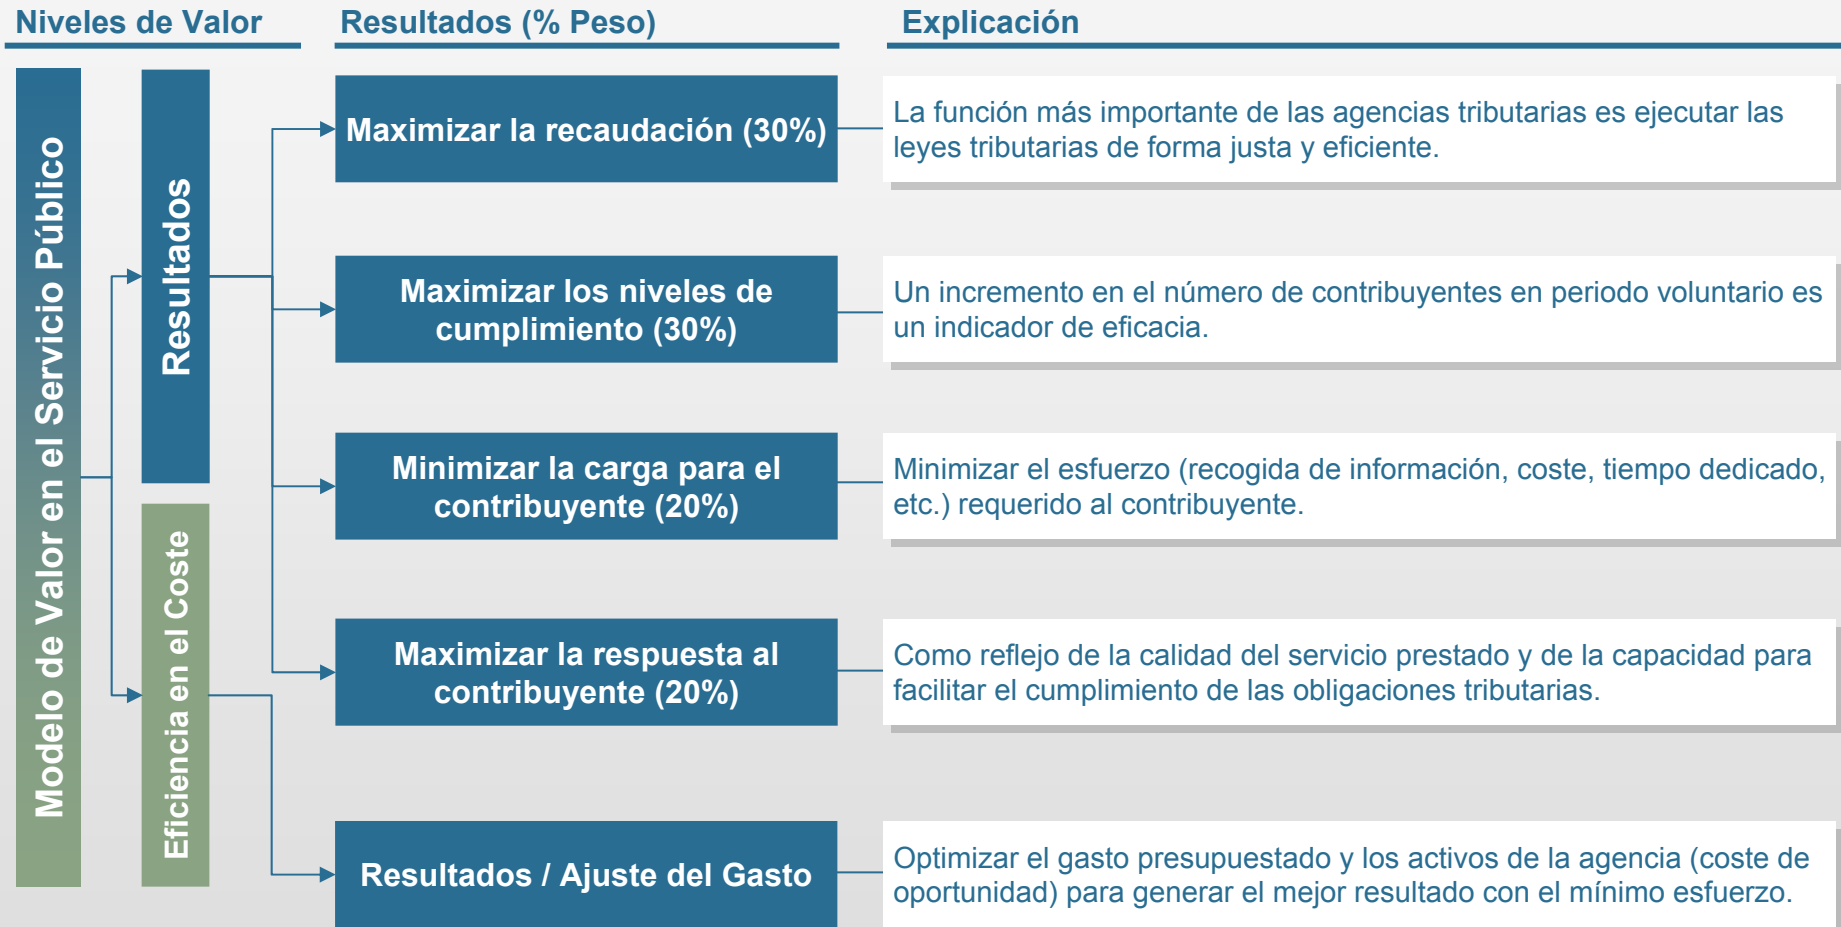 Niveles de Valor
Resultados (% Peso)
Explicación
Modelo de Valor en el Servicio Público
Resultados
Eficiencia en el Coste
Maximizar la recaudación (30%)
La función más importante de las agencias tributarias es ejecutar las
leyes tributarias de forma justa y eficiente.
Maximizar los niveles de
cumplimiento (30%)
Un incremento en el número de contribuyentes en periodo voluntario es
un indicador de eficacia.
Minimizar la carga para el
contribuyente (20%)
Minimizar el esfuerzo (recogida de información, coste, tiempo dedicado,
etc.) requerido al contribuyente.
Maximizar la respuesta al
contribuyente (20%)
Como reflejo de la calidad del servicio prestado y de la capacidad para
facilitar el cumplimiento de las obligaciones tributarias.
Resultados / Ajuste del Gasto
Optimizar el gasto presupuestado y los activos de la agencia (coste de
oportunidad) para generar el mejor resultado con el mínimo esfuerzo.